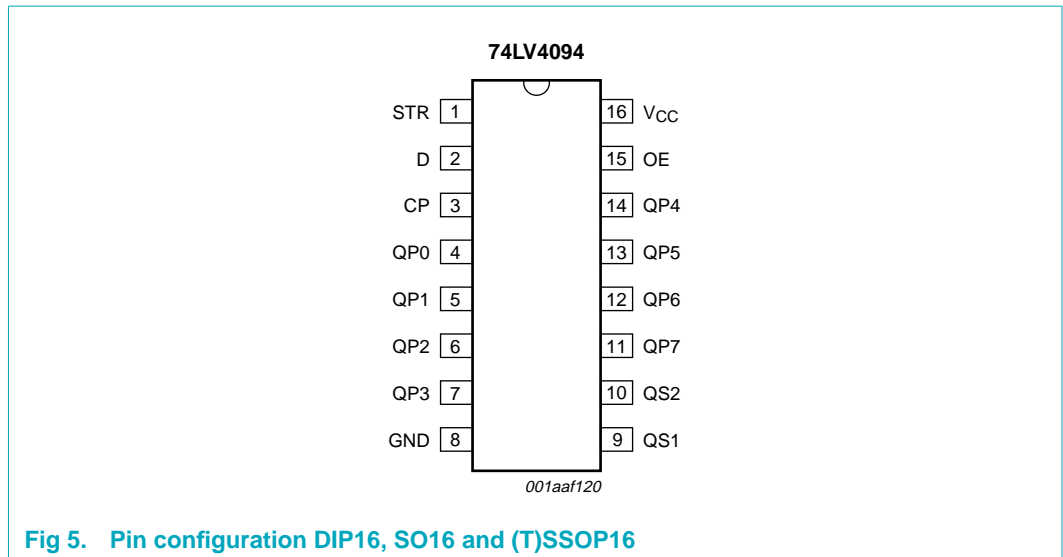 74LV4094
STR 1 16 VCC
D 2 15 OE
CP 3 14 QP4
QP0 4 13 QP5
QP1 5 12 QP6
QP2 6 11 QP7
QP3 7 10 QS2
GND 8 9 QS1
001aaf120
Fig 5. Pin configuration DIP16, SO16 and (T)SSOP16